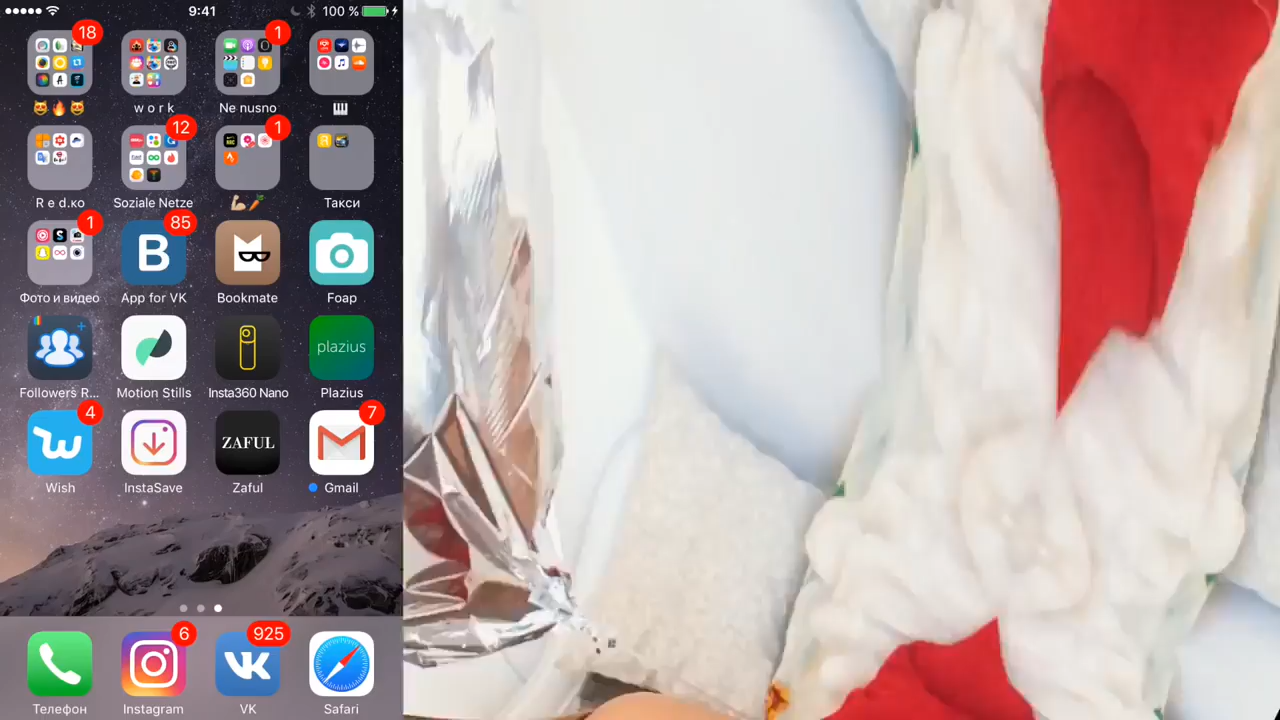 9:41 100 %
18 1
w o r k Ne nusno
12 1
R e d.ко Soziale Netze Такси
1 85
B
Фото и видео App for VK Bookmate Foap
plazius
Followers R... Motion Stills Insta360 Nano Plazius
4 7
ZAFUL
Wish InstaSave Zaful Gmail
6 925
Телефон Instagram VK Safari